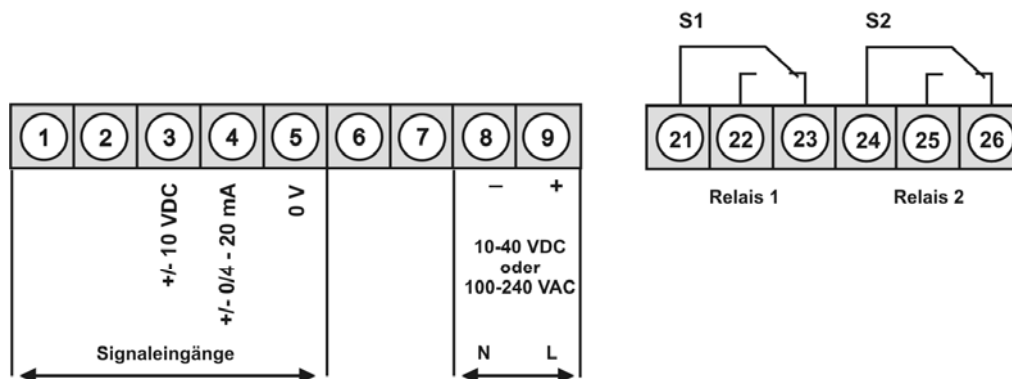 S1 S2
1 2 3 4 5 6 7 8 9
21 22 23 24 25 26
Relais 1 Relais 2
+/- 10 VDC
+/- 0/4 - 20 mA
0 V
– +
10-40 VDC
oder
100-240 VAC
Signaleingänge
N L